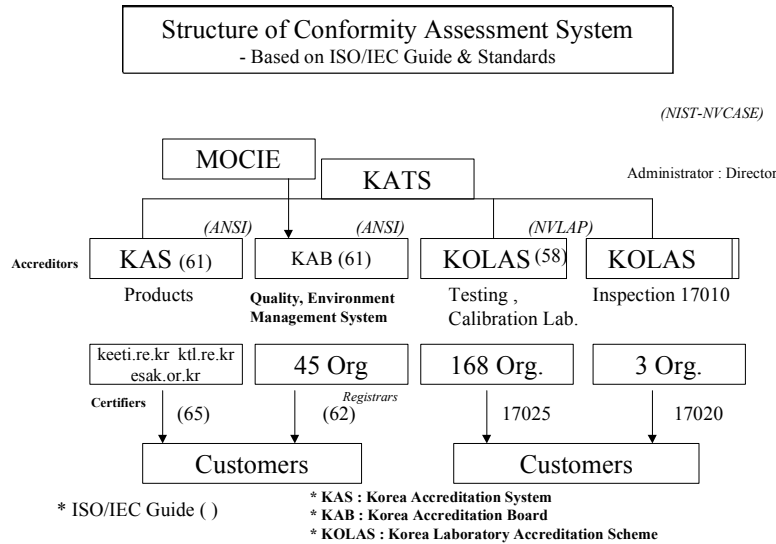 Structure of Conformity Assessment System
- Based on ISO/IEC Guide & Standards
(NIST-NVCASE)
MOCIE
KATS
Administrator : Director
(ANSI) (ANSI) (NVLAP)
Accreditors KAS (61) KAB (61) KOLAS (58) KOLAS
Products
Quality, Environment
Management System
Testing ,
Calibration Lab.
Inspection 17010
keeti.re.kr ktl.re.kr
esak.or.kr
45 Org
168 Org.
3 Org.
Certifiers (65) Registrars (62) 17025 17020
Customers Customers
* ISO/IEC Guide ( )
* KAS : Korea Accreditation System
* KAB : Korea Accreditation Board
* KOLAS : Korea Laboratory Accreditation Scheme